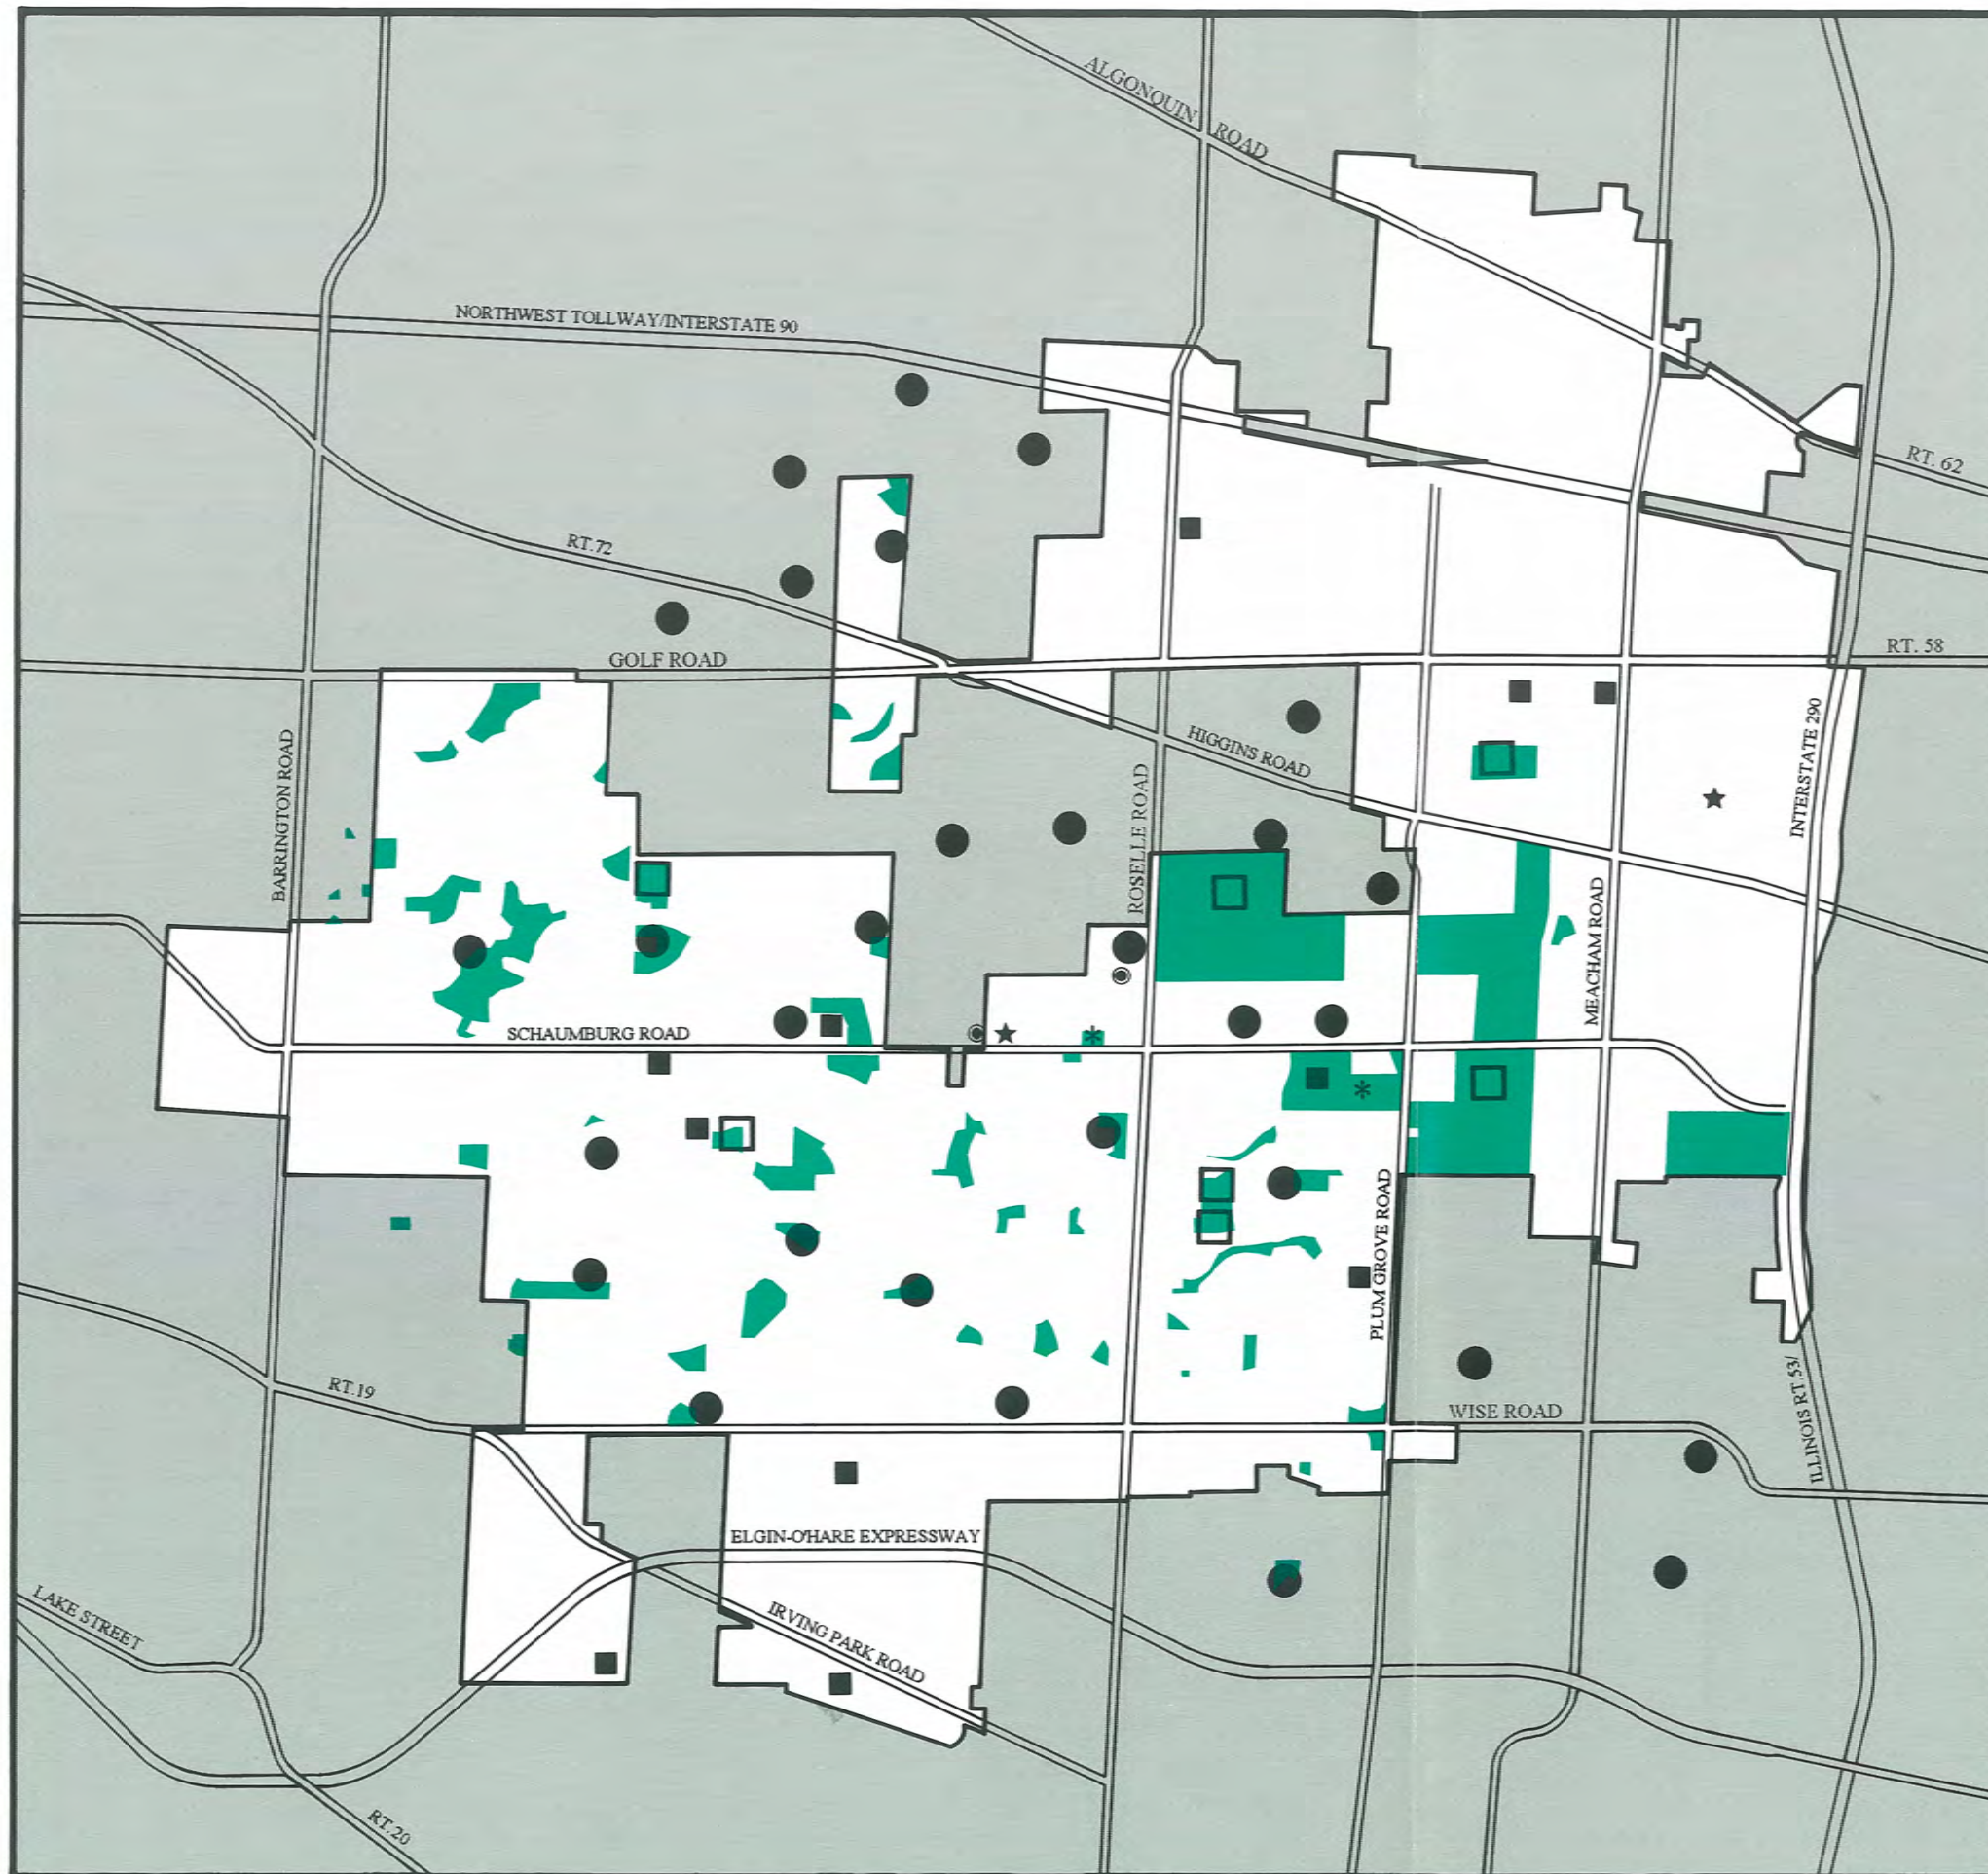 ALGONQUIN ROAD
NORTHWEST TOLLWAY/INTERSTATE 90
RT. 62
RT.72
GOLF ROAD
RT. 58
BARRINGTON ROAD
ROSELLE ROAD
HIGGINS ROAD
INTERSTATE 290
MEACHAM ROAD
SCHAUMBURG ROAD
PLUM GROVE ROAD
RT.19
WISE ROAD
ILLINOIS RT.53/
ELGIN-O'HARE EXPRESSWAY
LAKE STREET
IRVING PARK ROAD
RT.20